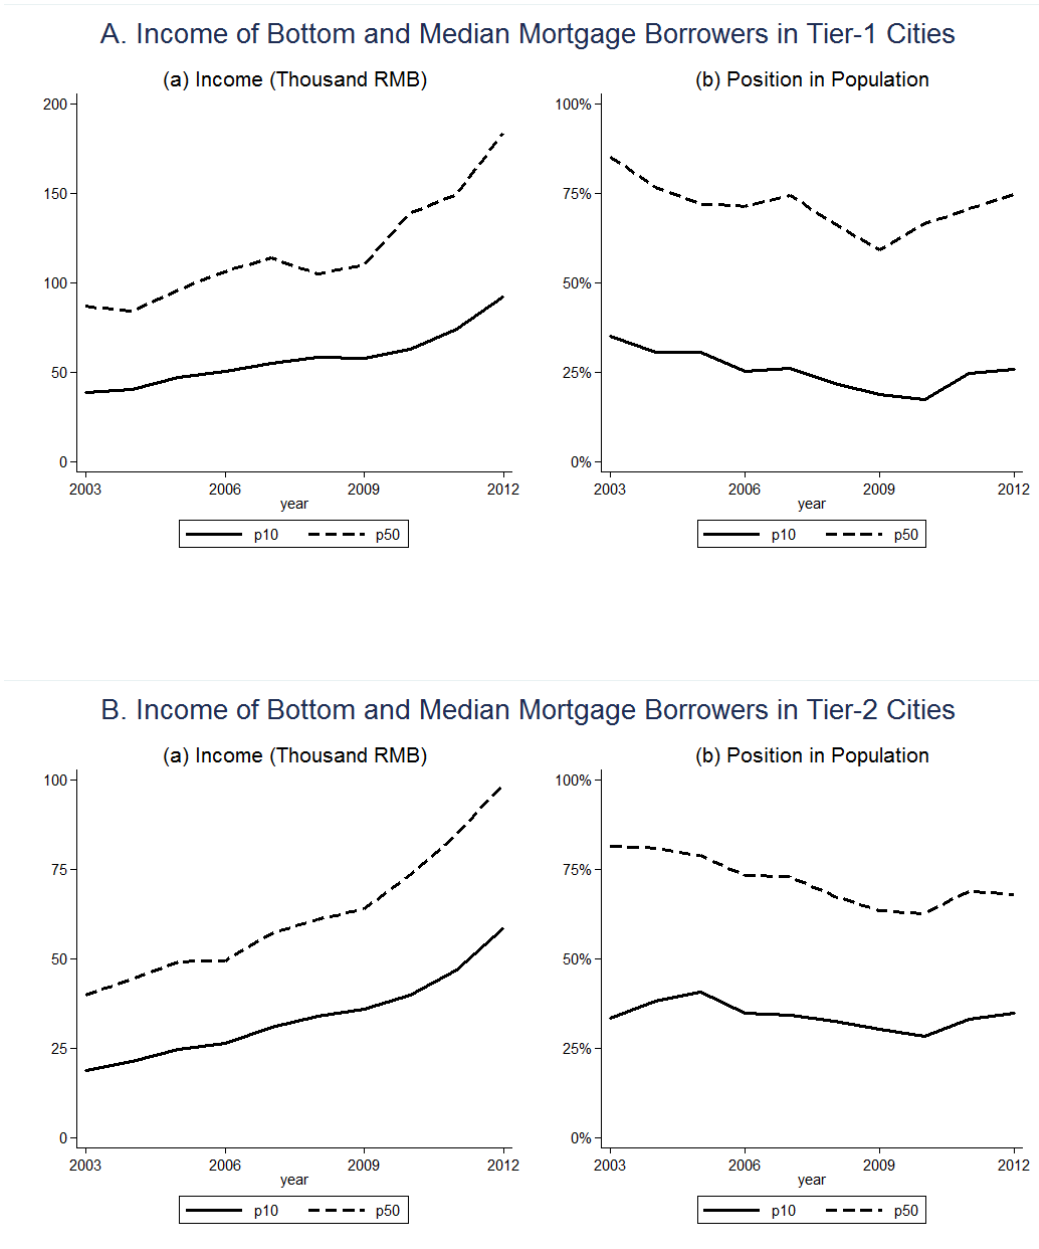 A. Income of Bottom and Median Mortgage Borrowers in Tier-1 Cities
(a) Income (Thousand RMB)
200
150
100
50
0
2003 2006 2009 2012
year
p10 p50
(b) Position in Population
100%
75%
50%
25%
0%
2003 2006 2009 2012
year
p10 p50
B. Income of Bottom and Median Mortgage Borrowers in Tier-2 Cities
(a) Income (Thousand RMB)
100
75
50
25
0
2003 2006 2009 2012
year
p10 p50
(b) Position in Population
100%
75%
50%
25%
0%
2003 2006 2009 2012
year
p10 p50